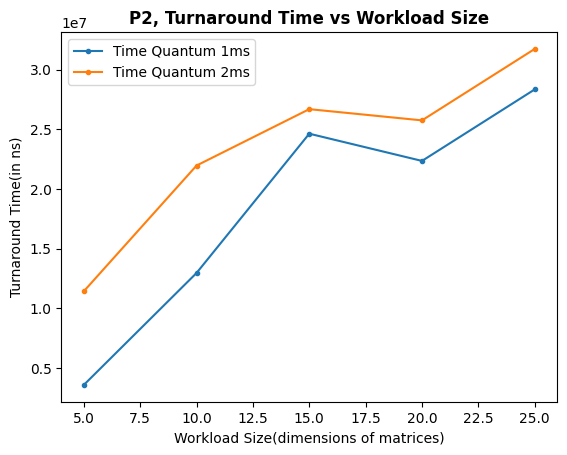 P2, Turnaround Time vs Workload Size
1e7
Time Quantum 1ms
Time Quantum 2ms
3.0
2.5
2.0
1.5
1.0
0.5
Turnaround Time(in ns)
5.0 7.5 10.0 12.5 15.0 17.5 20.0 22.5 25.0
Workload Size(dimensions of matrices)